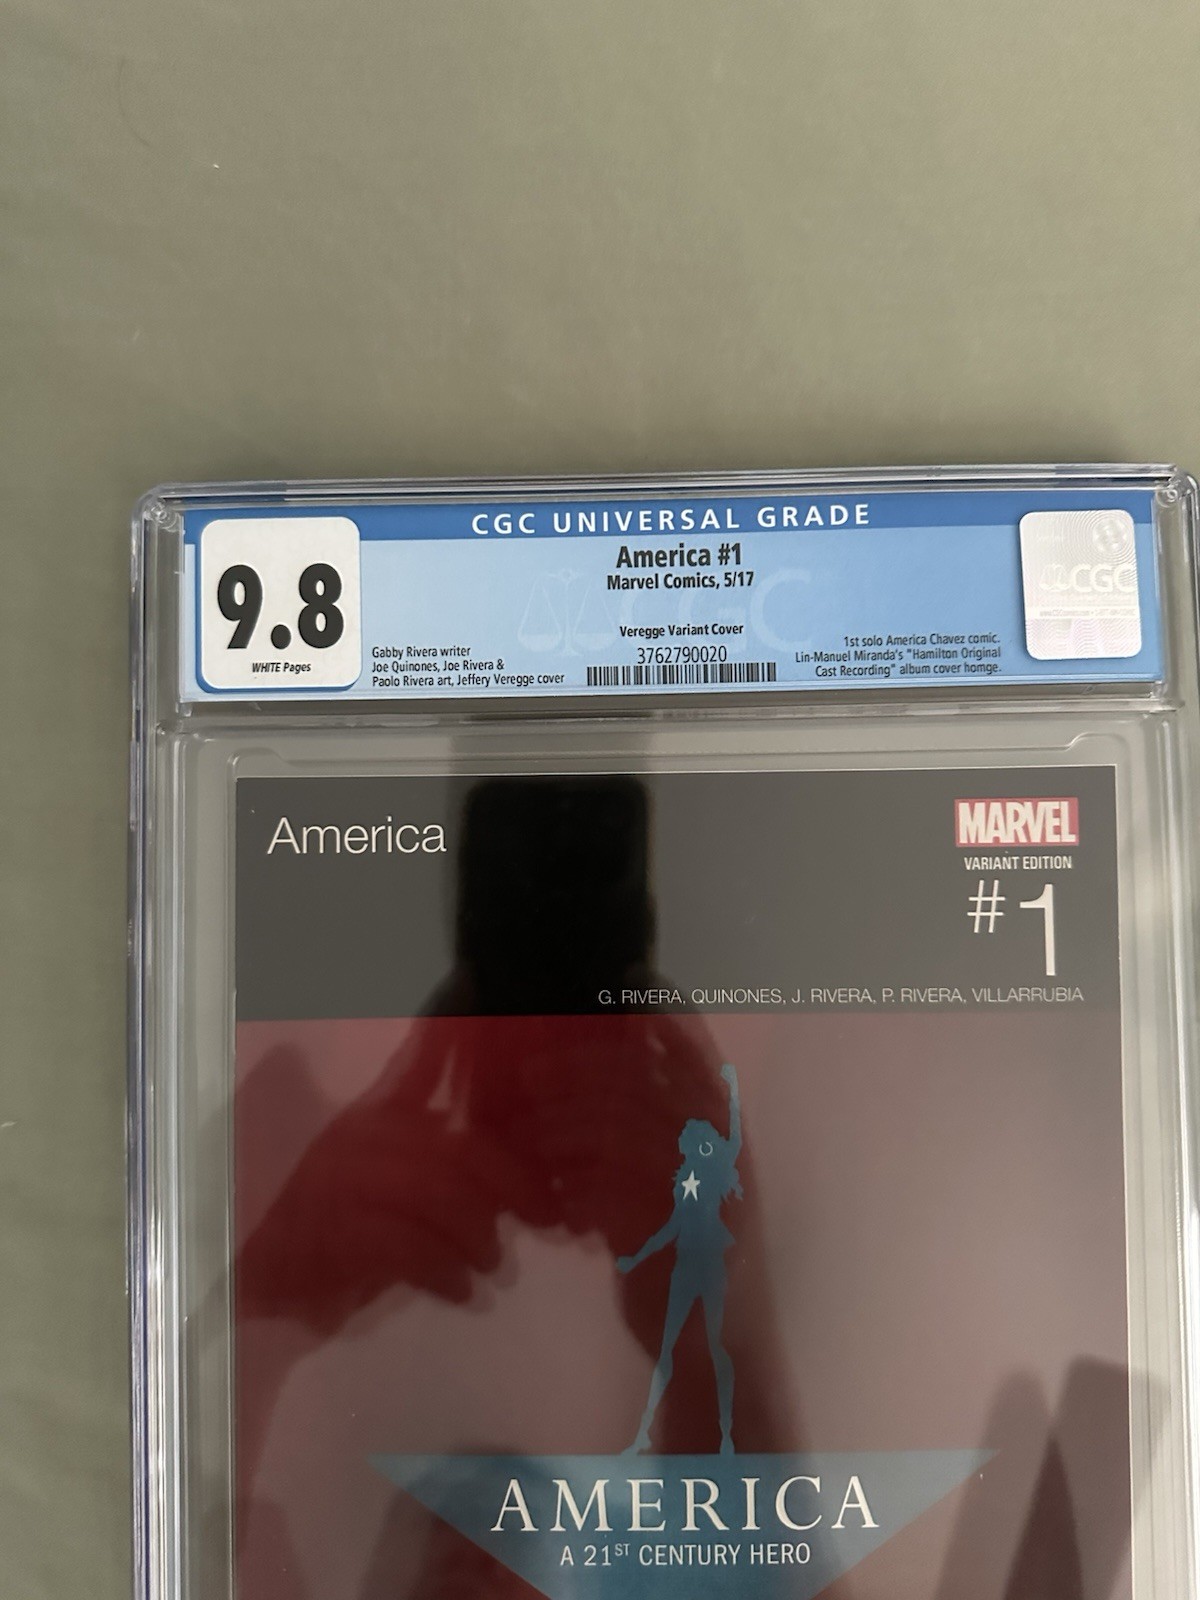 CGC UNIVERSAL GRADE
9.8
WHITE Pages
America #1
Marvel Comics, 5/17
Veregge Variant Cover
3762790020
Gabby Rivera writer
Joe Quinones, Joe Rivera &
Paolo Rivera art, Jeffery Veregge cover
1st solo America Chavez comic.
Lin-Manuel Miranda's "Hamilton Original
Cast Recording" album cover homge.
CGC
CGC
America
MARVEL
VARIANT EDITION
#1
G. RIVERA, QUINONES, J. RIVERA, P. RIVERA, VILLARRUBIA
AMERICA
A 21ST CENTURY HERO